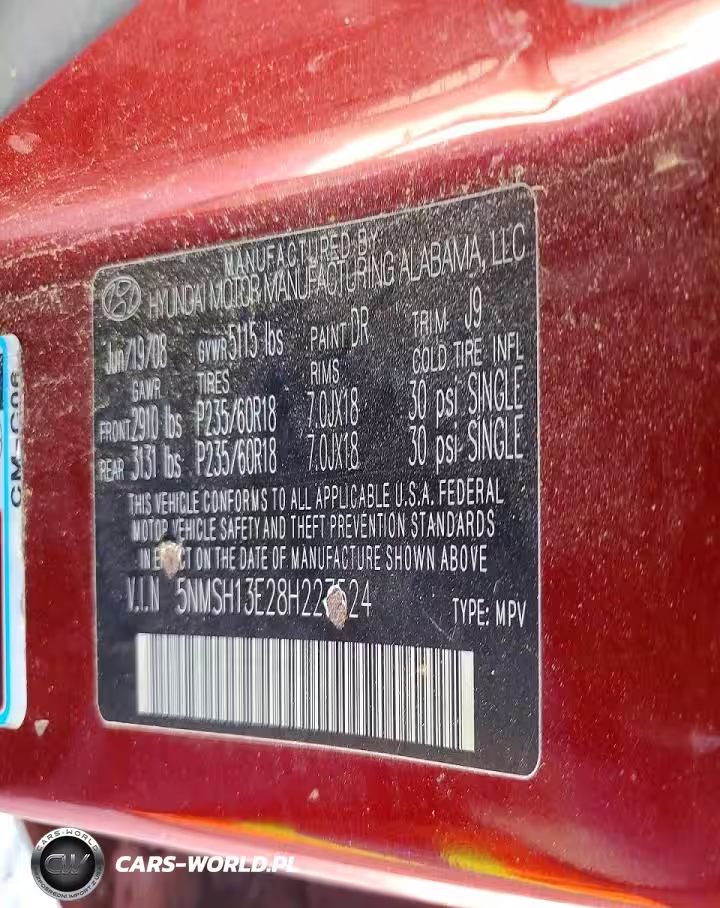 MANUFACTURED BY
HYUNDAI MOTOR MANUFACTURING ALABAMA, LLC
Jun/19/08 GVWR 5115 lbs PAINT DR TRIM J9
GAWR TIRES RIMS COLD TIRE INFL
FRONT 2910 lbs P235/60R18 7.0JX18 30 psi SINGLE
REAR 3131 lbs P235/60R18 7.0JX18 30 psi SINGLE
THIS VEHICLE CONFORMS TO ALL APPLICABLE U.S.A. FEDERAL
MOTOR VEHICLE SAFETY AND THEFT PREVENTION STANDARDS
IN EFFECT ON THE DATE OF MANUFACTURE SHOWN ABOVE
V.I.N 5NMSH13E28H227524
TYPE: MPV
CARS-WORLD
CW
CARS-WORLD.PL